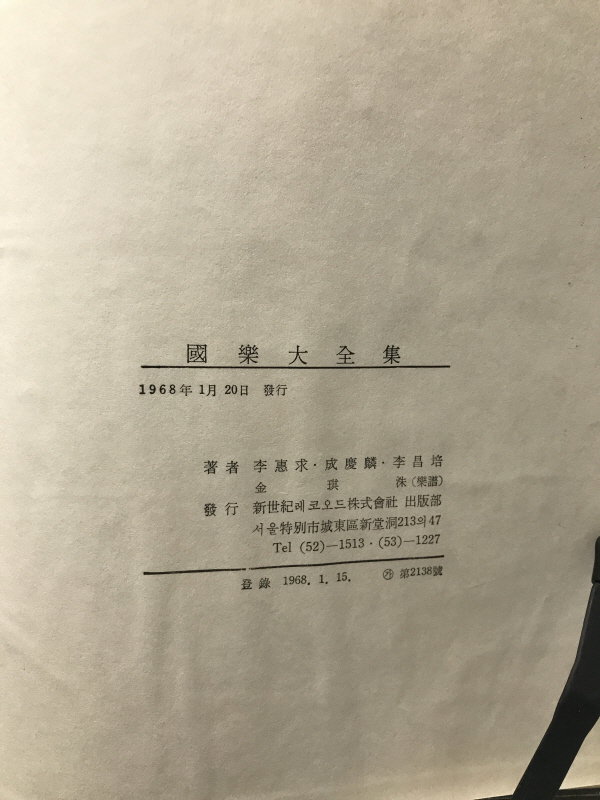 國樂大全集
1968年 1月 20日 發行
著者 李惠求·成慶麟·李昌培
金琪洙(樂譜)
發行 新世紀레코오드株式會社 出版部
서울特別市城東區新堂洞213의47
Tel (52)—1513·(53)—1227
登錄 1968. 1. 15. ㉮ 第2138號